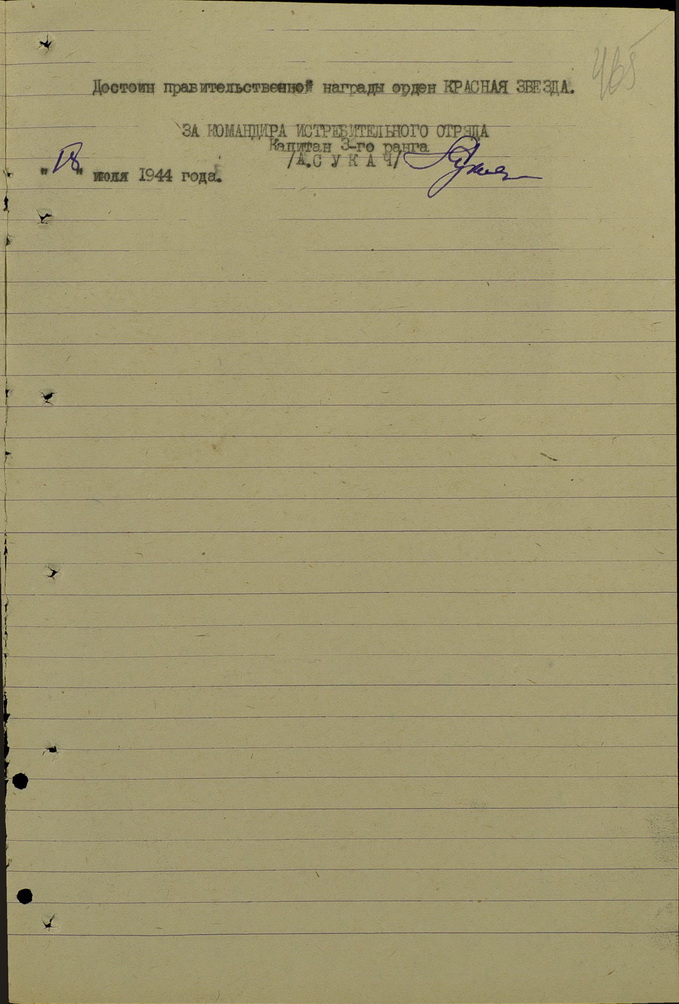 465
Достоин правительственной награды орден КРАСНАЯ ЗВЕЗДА.
ЗА КОМАНДИРА ИСТРЕБИТЕЛЬНОГО ОТРЯДА
Капитан 3-го ранга
/А.С У К А Ч/
"18" июля 1944 года.